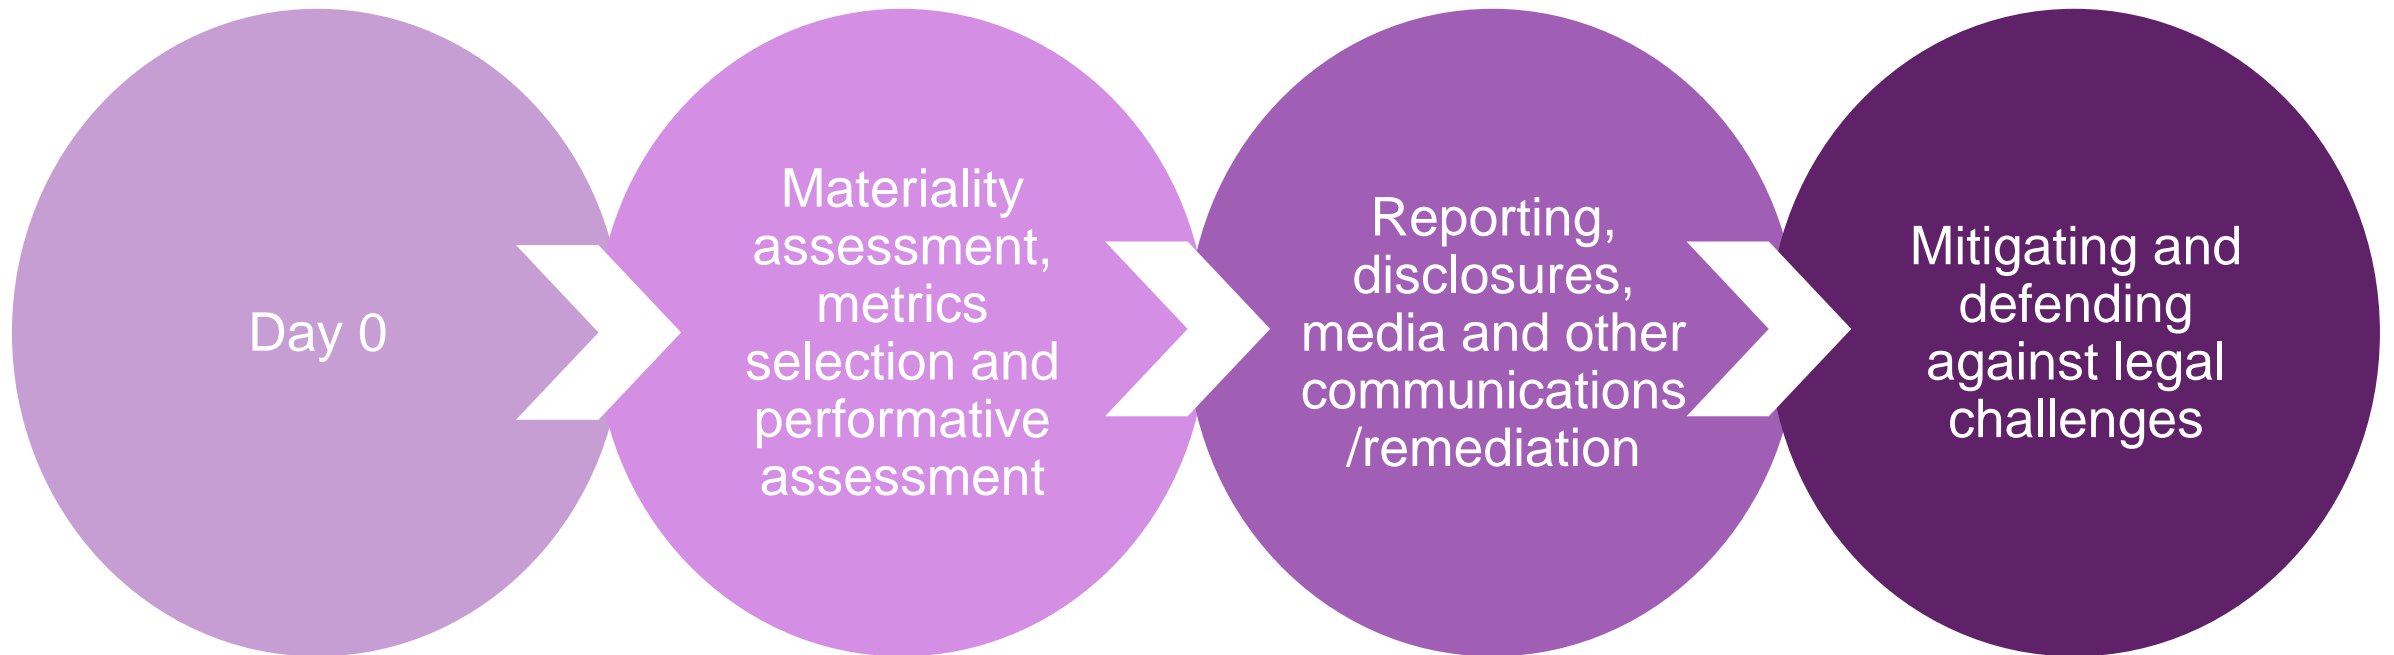 Day 0
Materiality
assessment,
metrics
selection and
performative
assessment
Reporting,
disclosures,
media and other
communications
/remediation
Mitigating and
defending
against legal
challenges